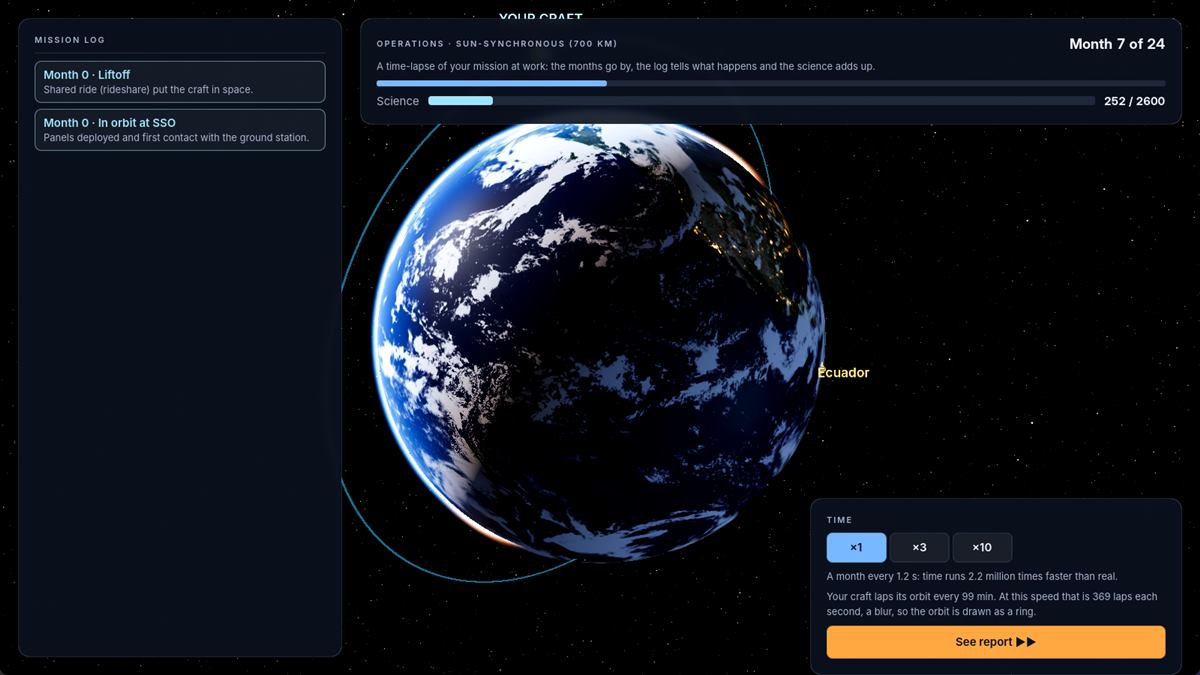 YOUR CRAFT
MISSION LOG
Month 0 · Liftoff
Shared ride (rideshare) put the craft in space.
Month 0 · In orbit at SSO
Panels deployed and first contact with the ground station.
OPERATIONS · SUN-SYNCHRONOUS (700 KM)
Month 7 of 24
A time-lapse of your mission at work: the months go by, the log tells what happens and the science adds up.
Science
252 / 2600
Ecuador
TIME
×1
×3
×10
A month every 1.2 s: time runs 2.2 million times faster than real.
Your craft laps its orbit every 99 min. At this speed that is 369 laps each
second, a blur, so the orbit is drawn as a ring.
See report ▶▶